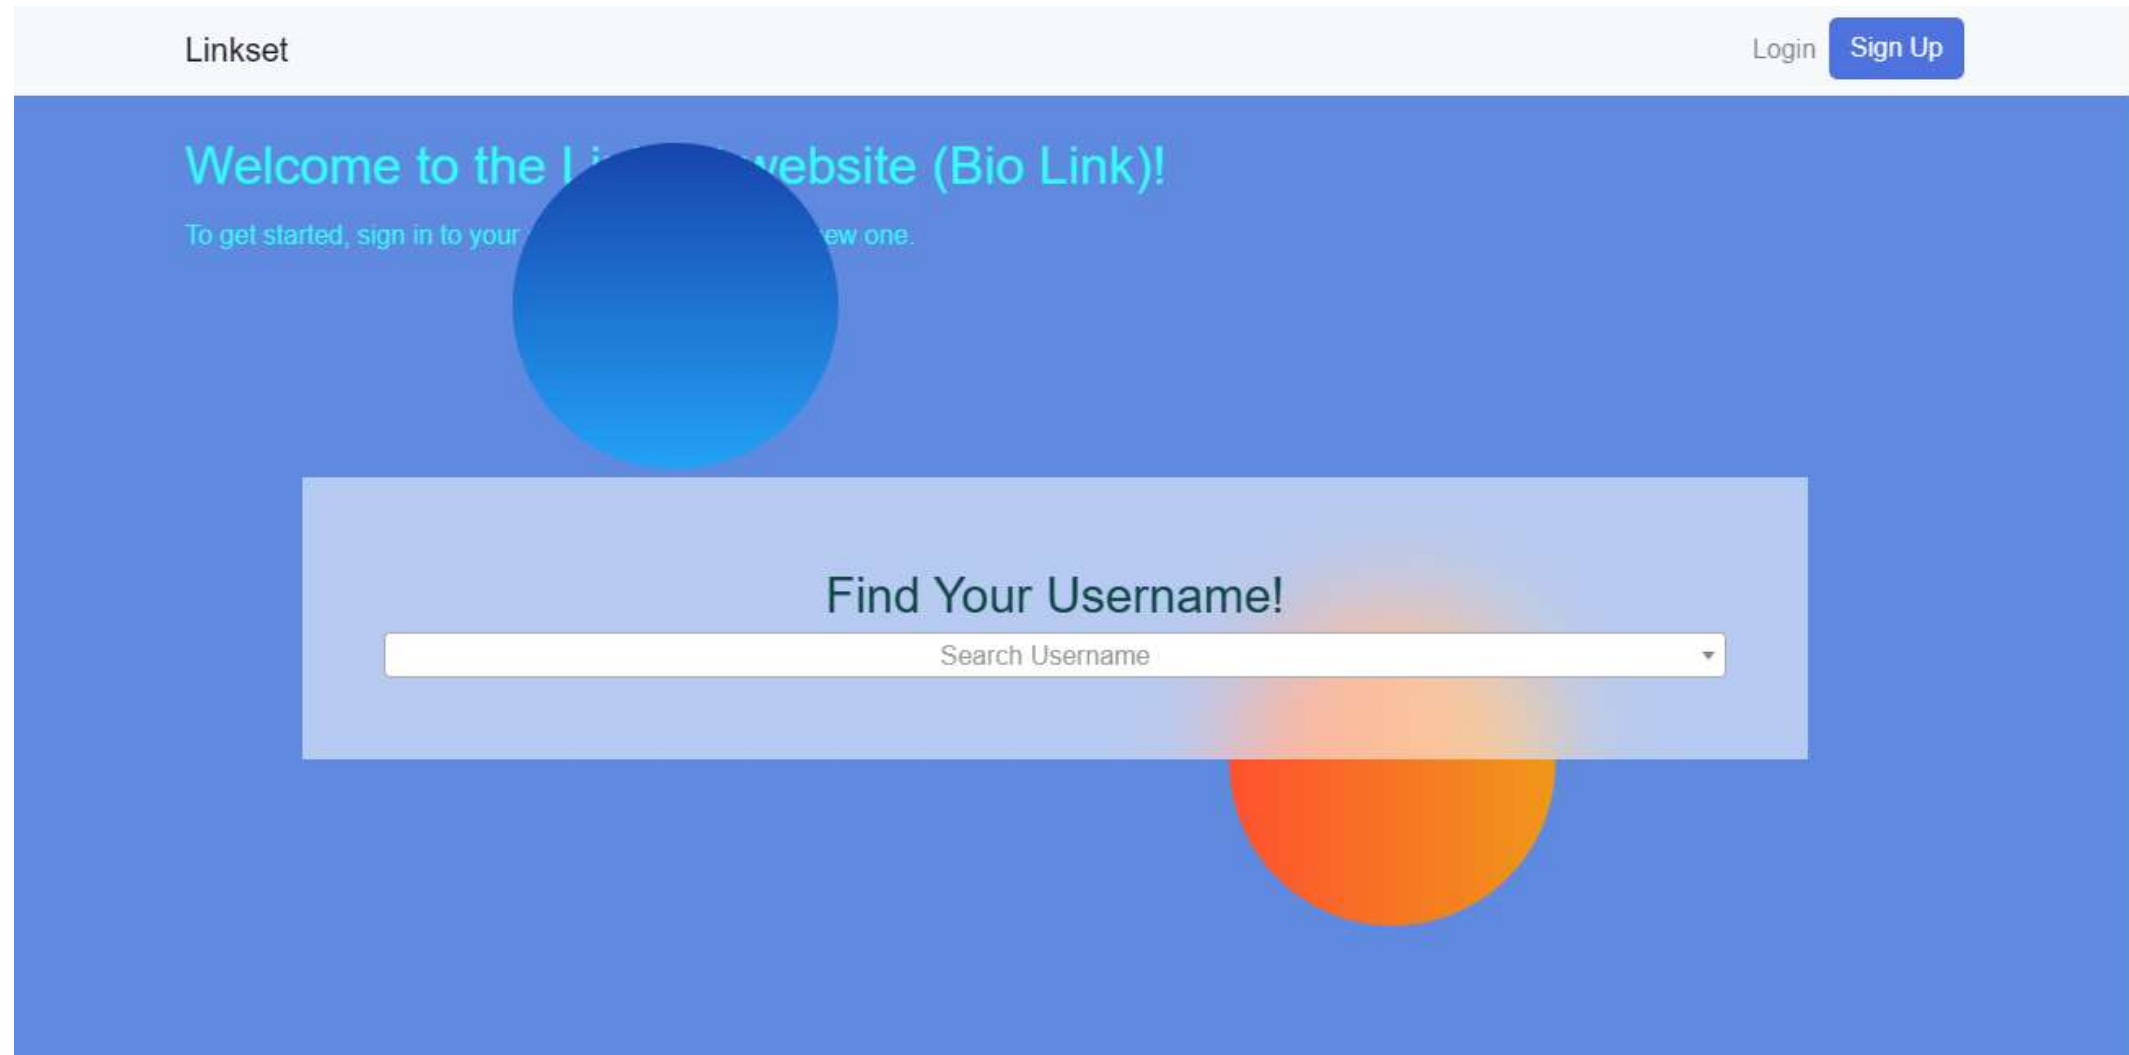 Linkset
Login
Sign Up
Welcome to the website (Bio Link)!
To get started, sign in to your one.
Find Your Username!
Search Username